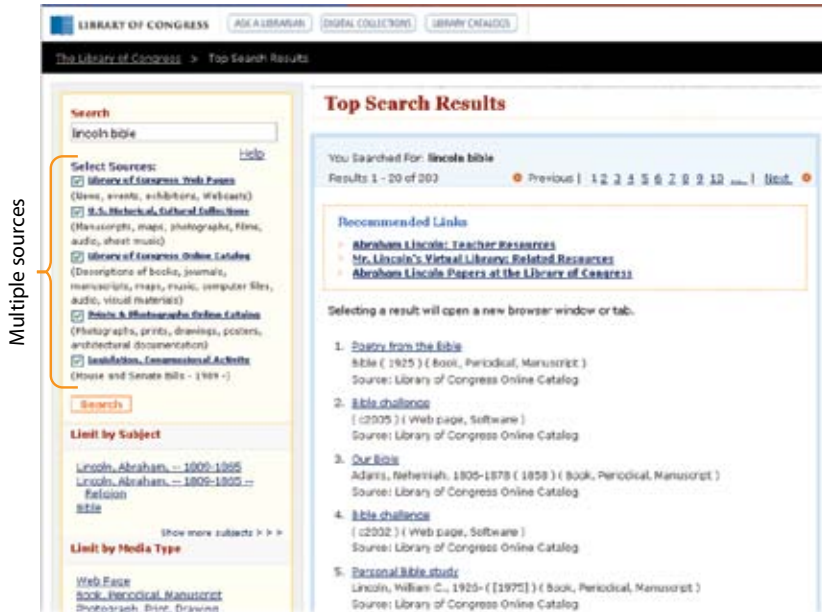 LIBRARY OF CONGRESS
ASK A LIBRARIAN
DIGITAL COLLECTIONS
LIBRARY CATALOGS
The Library of Congress > Top Search Results
Multiple sources
Search
lincoln bible
Help
Select Sources:
Library of Congress Web Pages
(News, events, exhibitions, Webcasts)
U.S. Historical, Cultural Collections
(Manuscripts, maps, photographs, films,
audio, sheet music)
Library of Congress Online Catalog
(Descriptions of books, journals,
manuscripts, maps, music, computer files,
audio, visual materials)
Prints & Photographs Online Catalog
(Photographs, prints, drawings, posters,
architectural documentation)
Legislation, Congressional Activity
(House and Senate Bills - 1989 -)
Search
Limit by Subject
Lincoln, Abraham, -- 1809-1865
Lincoln, Abraham, -- 1809-1865 --
Religion
Bible
Show more subjects > > >
Limit by Media Type
Web Page
Book, Periodical, Manuscript
Photograph, Print, Drawing
Top Search Results
You Searched For: lincoln bible
Results 1 - 20 of 203
Previous | 1 2 3 4 5 6 7 8 9 10 ... | Next
Recommended Links
Abraham Lincoln: Teacher Resources
Mr. Lincoln's Virtual Library: Related Resources
Abraham Lincoln Papers at the Library of Congress
Selecting a result will open a new browser window or tab.
1. Poetry from the Bible
Bible ( 1925 ) ( Book, Periodical, Manuscript )
Source: Library of Congress Online Catalog
2. Bible challenge
( c2005 ) ( Web page, Software )
Source: Library of Congress Online Catalog
3. Our Bible
Adams, Nehemiah, 1806-1878 ( 1858 ) ( Book, Periodical, Manuscript )
Source: Library of Congress Online Catalog
4. Bible challenge
( c2002 ) ( Web page, Software )
Source: Library of Congress Online Catalog
5. Personal Bible study
Lincoln, William C., 1926- ( [1975] ) ( Book, Periodical, Manuscript )
Source: Library of Congress Online Catalog